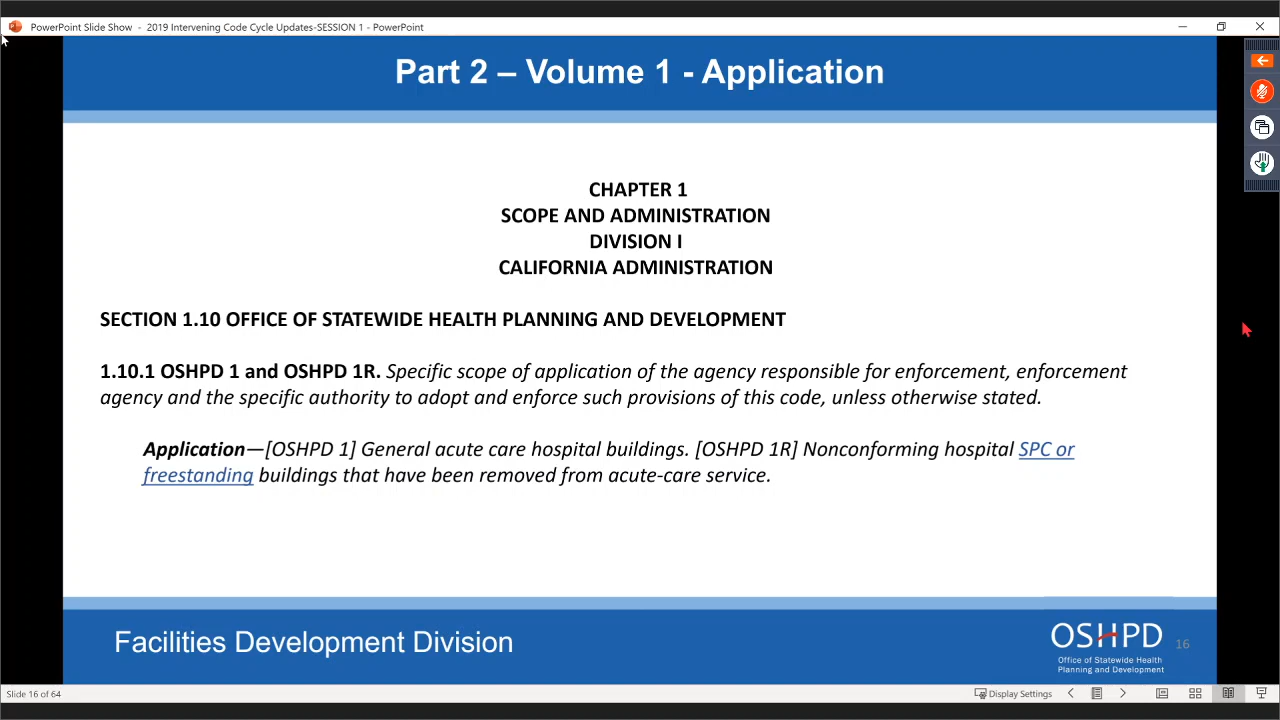 PowerPoint Slide Show - 2019 Intervening Code Cycle Updates-SESSION 1 - PowerPoint
Part 2 – Volume 1 - Application
CHAPTER 1
SCOPE AND ADMINISTRATION
DIVISION I
CALIFORNIA ADMINISTRATION
SECTION 1.10 OFFICE OF STATEWIDE HEALTH PLANNING AND DEVELOPMENT
1.10.1 OSHPD 1 and OSHPD 1R. Specific scope of application of the agency responsible for enforcement, enforcement
agency and the specific authority to adopt and enforce such provisions of this code, unless otherwise stated.
Application—[OSHPD 1] General acute care hospital buildings. [OSHPD 1R] Nonconforming hospital SPC or
freestanding buildings that have been removed from acute-care service.
Facilities Development Division
OSHPD
Office of Statewide Health
Planning and Development
16
Slide 16 of 64
Display Settings